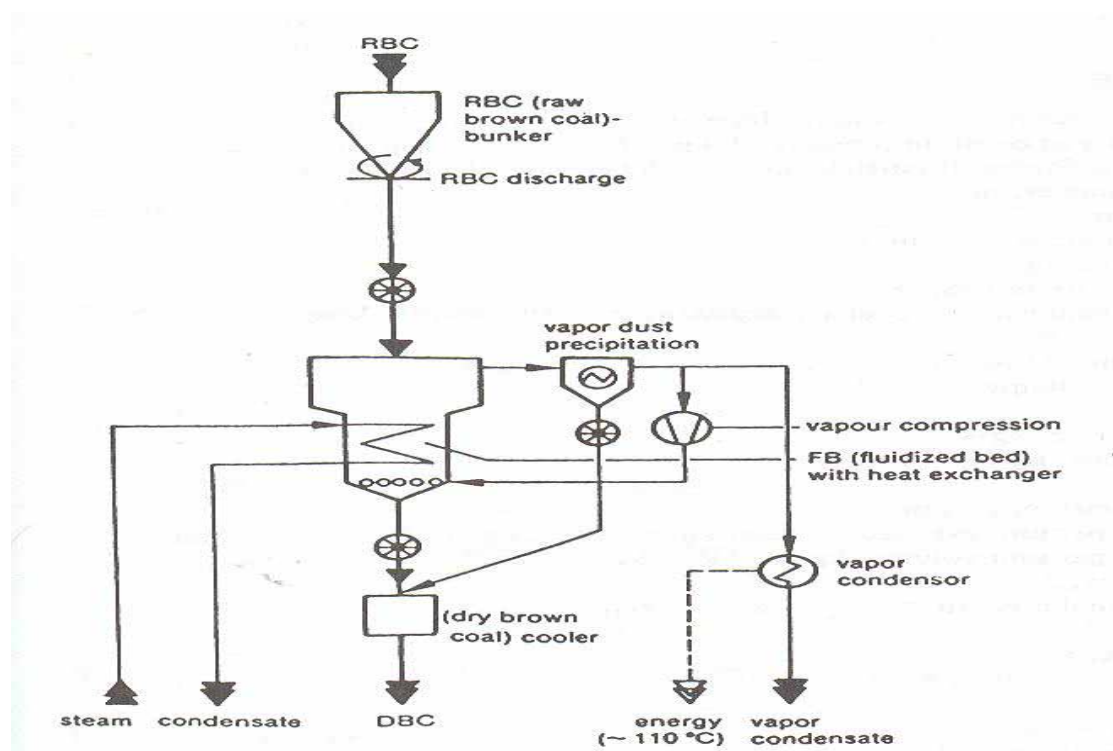 RBC
RBC (raw
brown coal)-
bunker
RBC discharge
vapor dust
precipitation
vapour compression
FB (fluidized bed)
with heat exchanger
vapor
condensor
(dry brown
coal) cooler
steam
condensate
DBC
energy
(~ 110 °C)
vapor
condensate